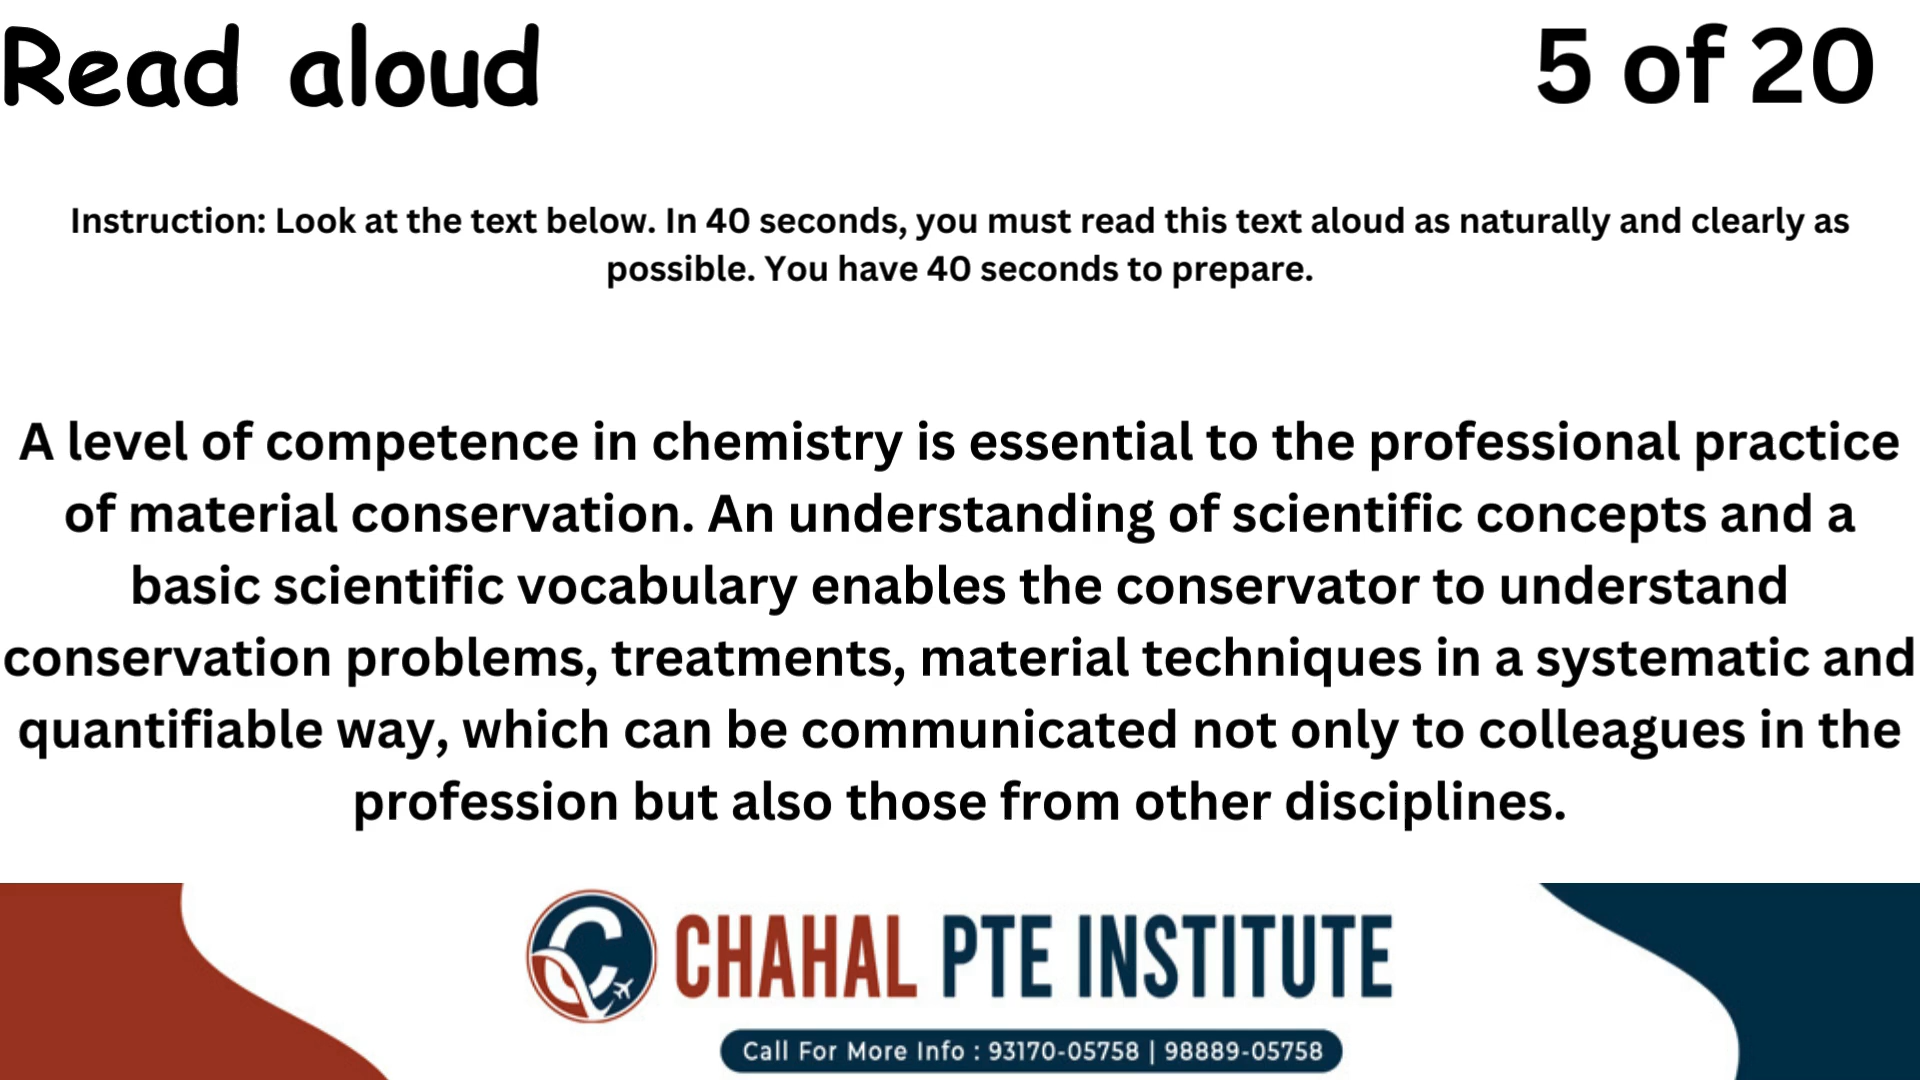 Read aloud
5 of 20
Instruction: Look at the text below. In 40 seconds, you must read this text aloud as naturally and clearly as
possible. You have 40 seconds to prepare.
A level of competence in chemistry is essential to the professional practice
of material conservation. An understanding of scientific concepts and a
basic scientific vocabulary enables the conservator to understand
conservation problems, treatments, material techniques in a systematic and
quantifiable way, which can be communicated not only to colleagues in the
profession but also those from other disciplines.
CHAHAL PTE INSTITUTE
Call For More Info : 93170-05758 | 98889-05758